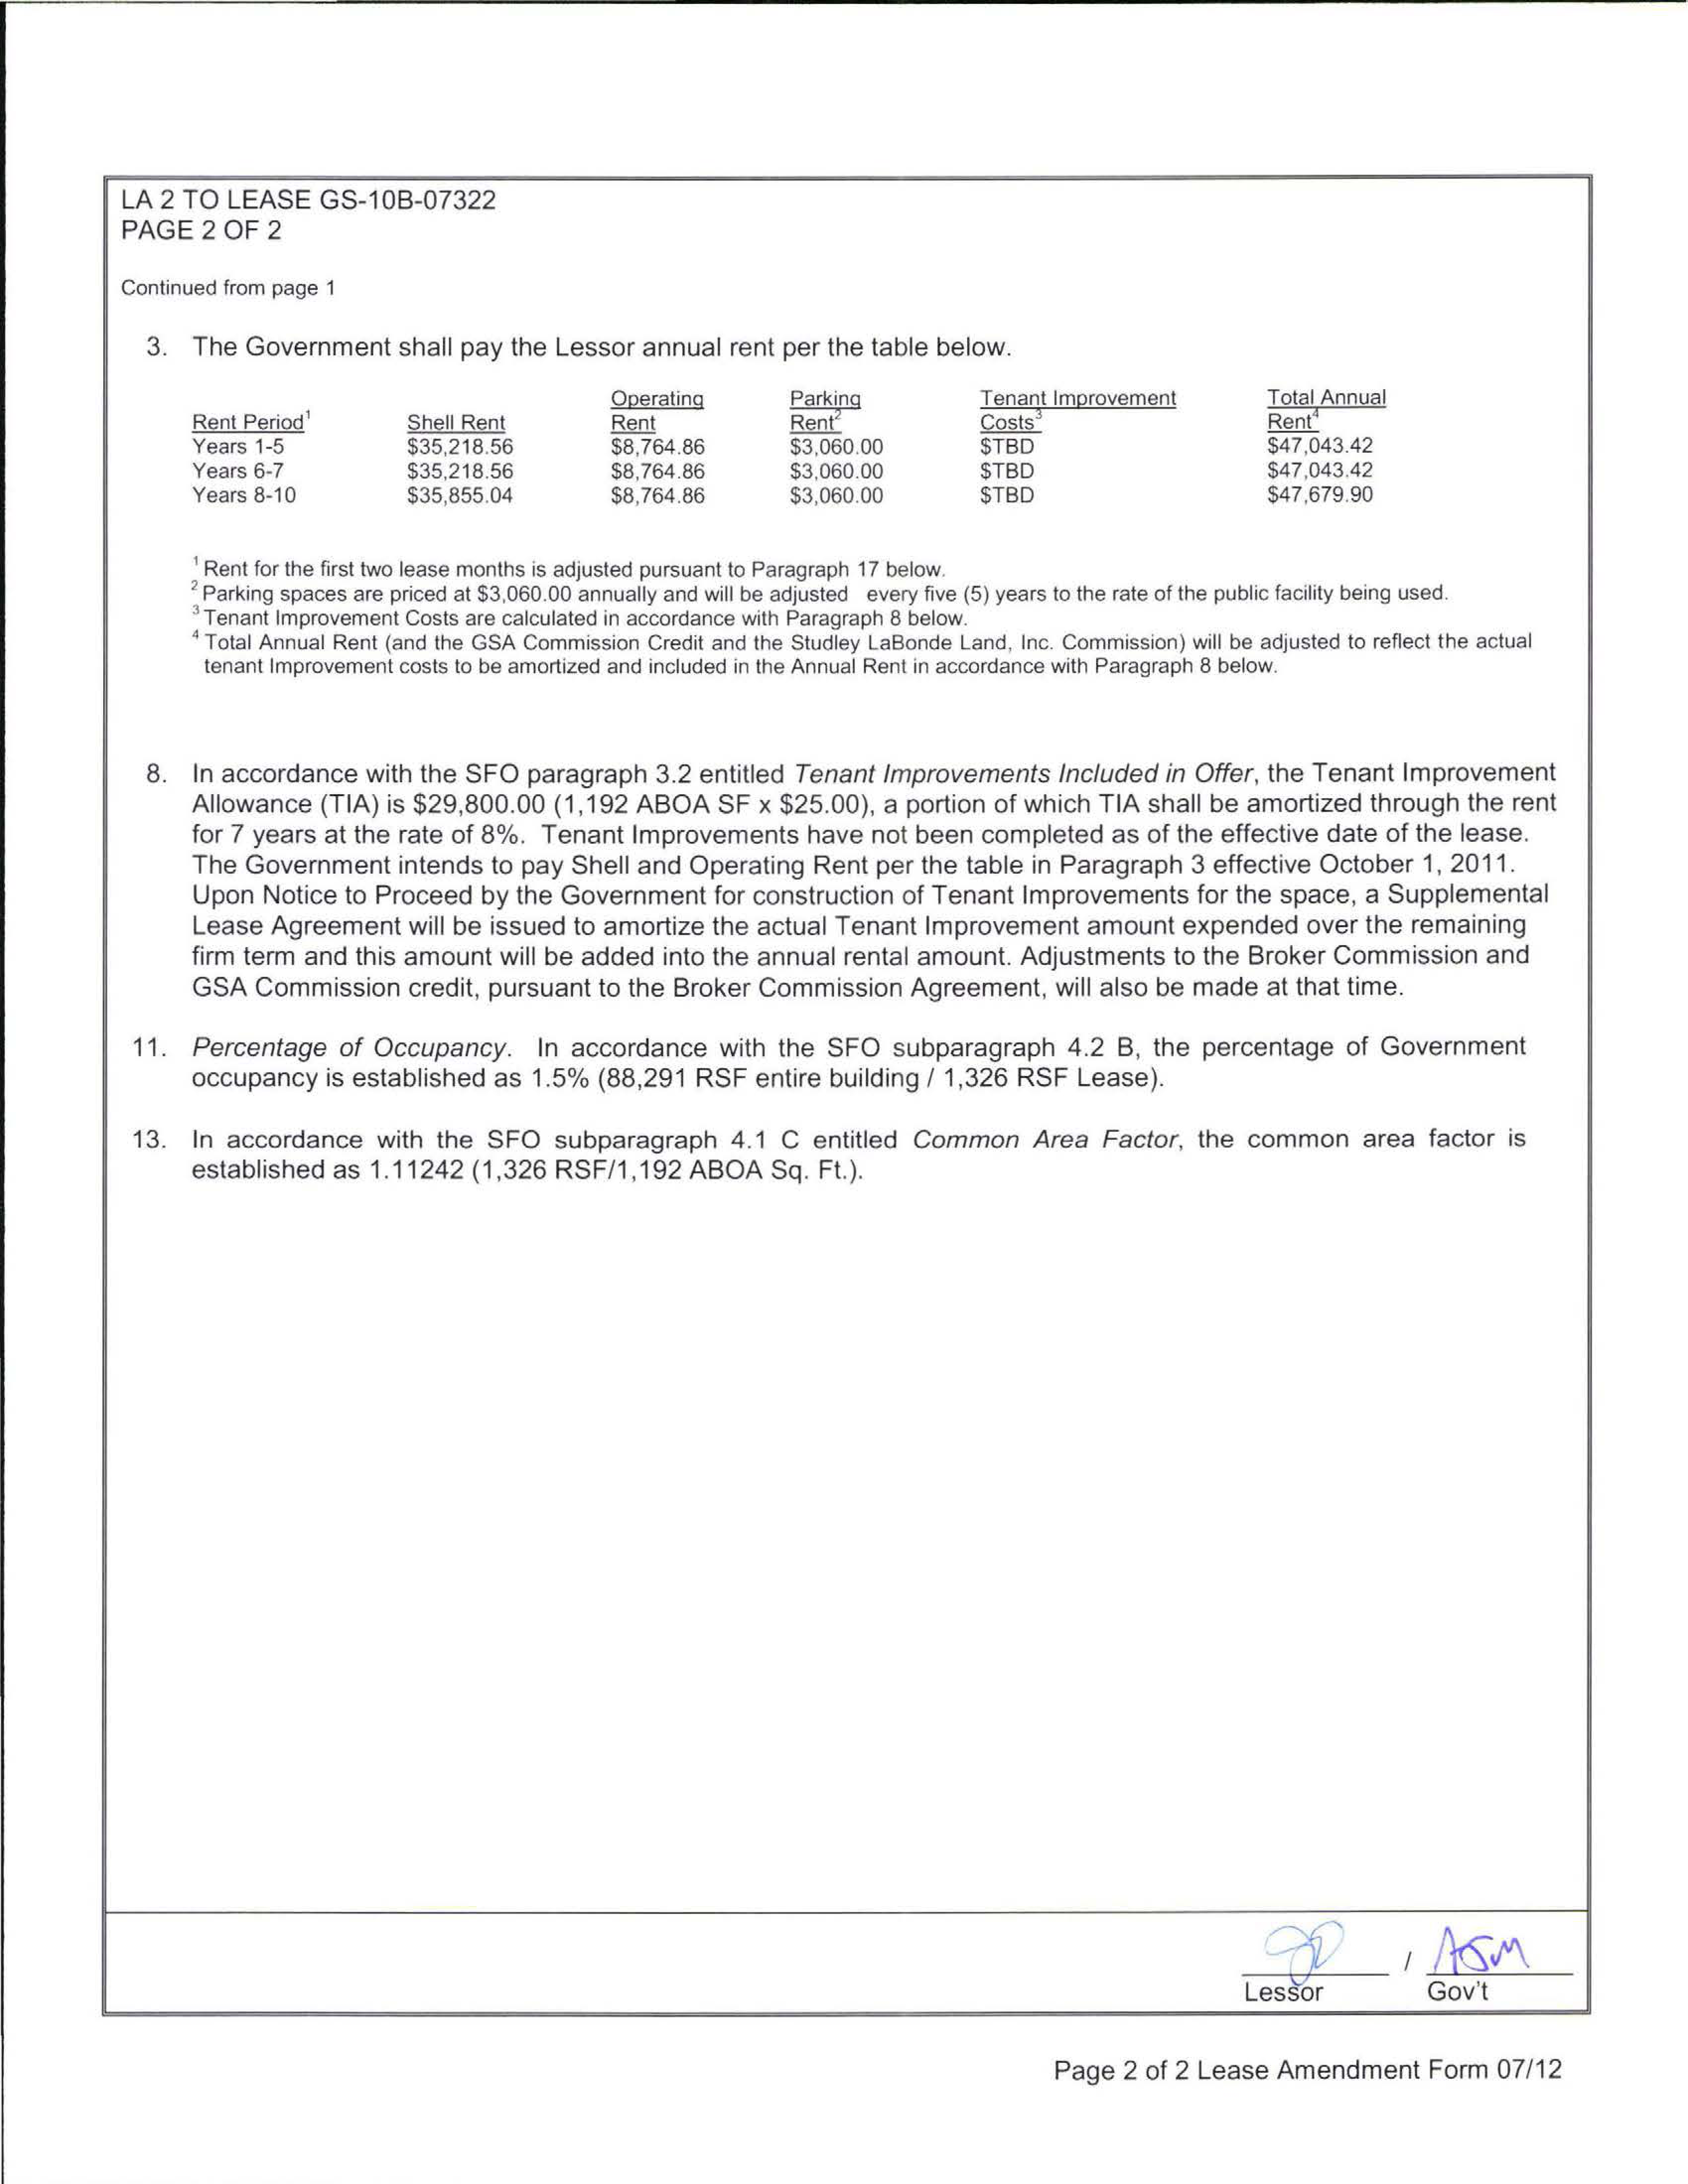 LA 2 TO LEASE GS-10B-07322
PAGE 2 OF 2
Continued from page 1
3. The Government shall pay the Lessor annual rent per the table below.
Rent Period¹ Shell Rent Operating Rent Parking Rent² Tenant Improvement Costs³ Total Annual Rent⁴
Years 1-5 $35,218.56 $8,764.86 $3,060.00 $TBD $47,043.42
Years 6-7 $35,218.56 $8,764.86 $3,060.00 $TBD $47,043.42
Years 8-10 $35,855.04 $8,764.86 $3,060.00 $TBD $47,679.90
¹ Rent for the first two lease months is adjusted pursuant to Paragraph 17 below.
² Parking spaces are priced at $3,060.00 annually and will be adjusted every five (5) years to the rate of the public facility being used.
³ Tenant Improvement Costs are calculated in accordance with Paragraph 8 below.
⁴ Total Annual Rent (and the GSA Commission Credit and the Studley LaBonde Land, Inc. Commission) will be adjusted to reflect the actual
tenant Improvement costs to be amortized and included in the Annual Rent in accordance with Paragraph 8 below.
8. In accordance with the SFO paragraph 3.2 entitled Tenant Improvements Included in Offer, the Tenant Improvement
Allowance (TIA) is $29,800.00 (1,192 ABOA SF x $25.00), a portion of which TIA shall be amortized through the rent
for 7 years at the rate of 8%. Tenant Improvements have not been completed as of the effective date of the lease.
The Government intends to pay Shell and Operating Rent per the table in Paragraph 3 effective October 1, 2011.
Upon Notice to Proceed by the Government for construction of Tenant Improvements for the space, a Supplemental
Lease Agreement will be issued to amortize the actual Tenant Improvement amount expended over the remaining
firm term and this amount will be added into the annual rental amount. Adjustments to the Broker Commission and
GSA Commission credit, pursuant to the Broker Commission Agreement, will also be made at that time.
11. Percentage of Occupancy. In accordance with the SFO subparagraph 4.2 B, the percentage of Government
occupancy is established as 1.5% (88,291 RSF entire building / 1,326 RSF Lease).
13. In accordance with the SFO subparagraph 4.1 C entitled Common Area Factor, the common area factor is
established as 1.11242 (1,326 RSF/1,192 ABOA Sq. Ft.).
/ ASM
Lessor Gov't
Page 2 of 2 Lease Amendment Form 07/12